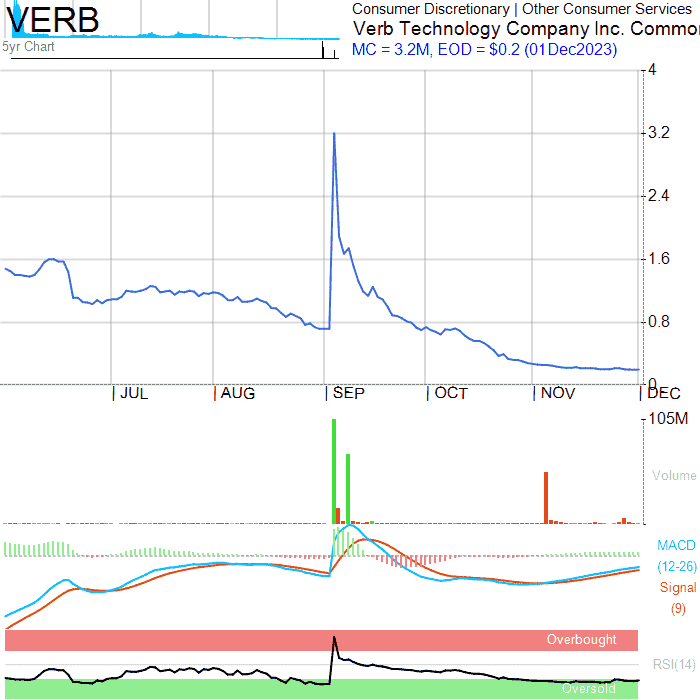 VERB
5yr Chart
Consumer Discretionary | Other Consumer Services
Verb Technology Company Inc. Commo
MC = 3.2M, EOD = $0.2 (01Dec2023)
4
3.2
2.4
1.6
0.8
0
JUL
AUG
SEP
OCT
NOV
DEC
105M
Volume
MACD
(12-26)
Signal
(9)
Overbought
RSI(14)
Oversold